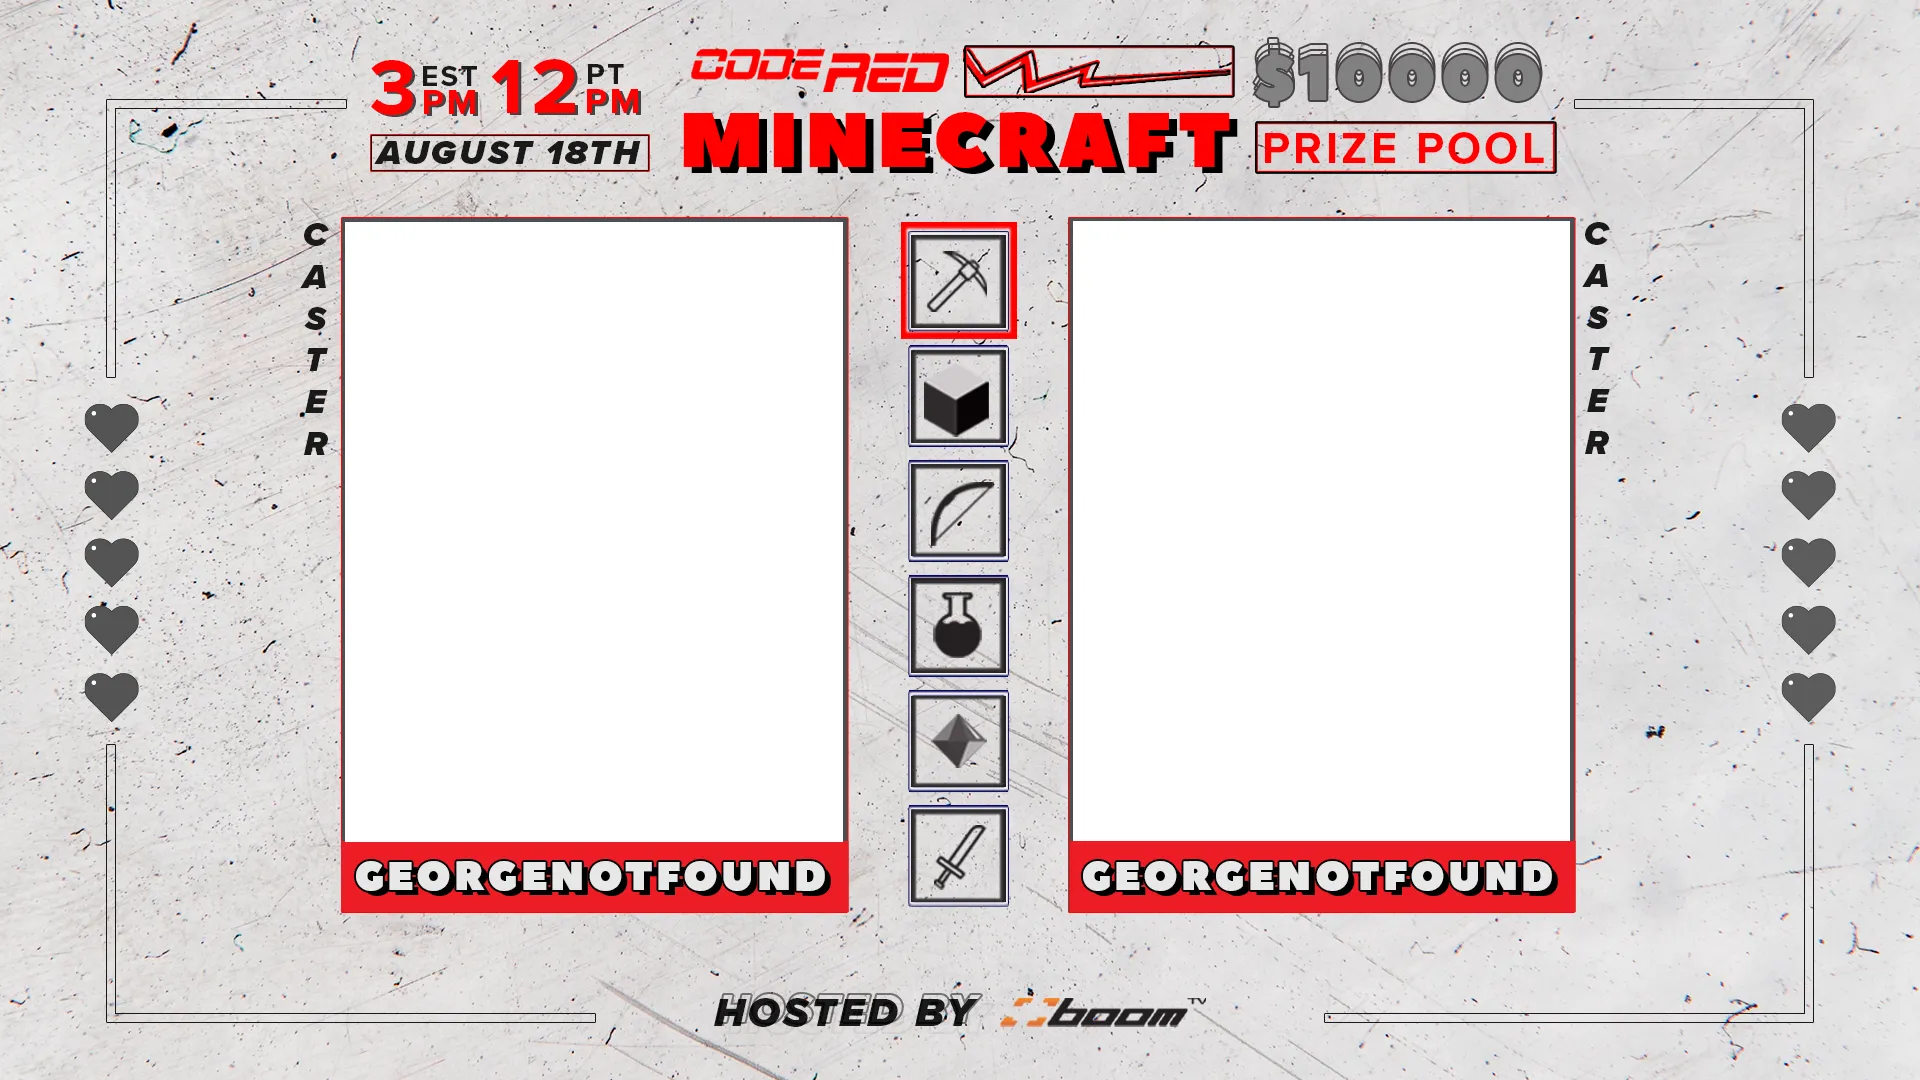 3 EST PM 12 PT PM
AUGUST 18TH
CODE RED
MINECRAFT
$10000
PRIZE POOL
CASTER
CASTER
GEORGENOTFOUND
GEORGENOTFOUND
HOSTED BY boom TV